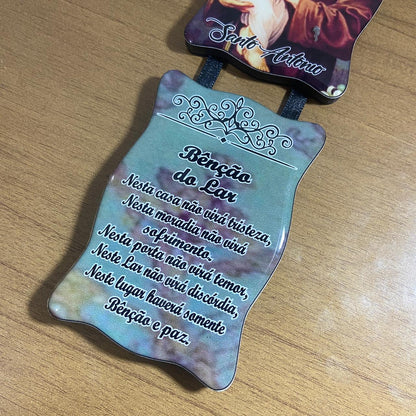 Santo Antônio
Bênção
do Lar
Nesta casa não virá tristeza,
Nesta moradia não virá
sofrimento.
Nesta porta não virá temor,
Neste Lar não virá discórdia,
Neste lugar haverá somente
Bênção e paz.